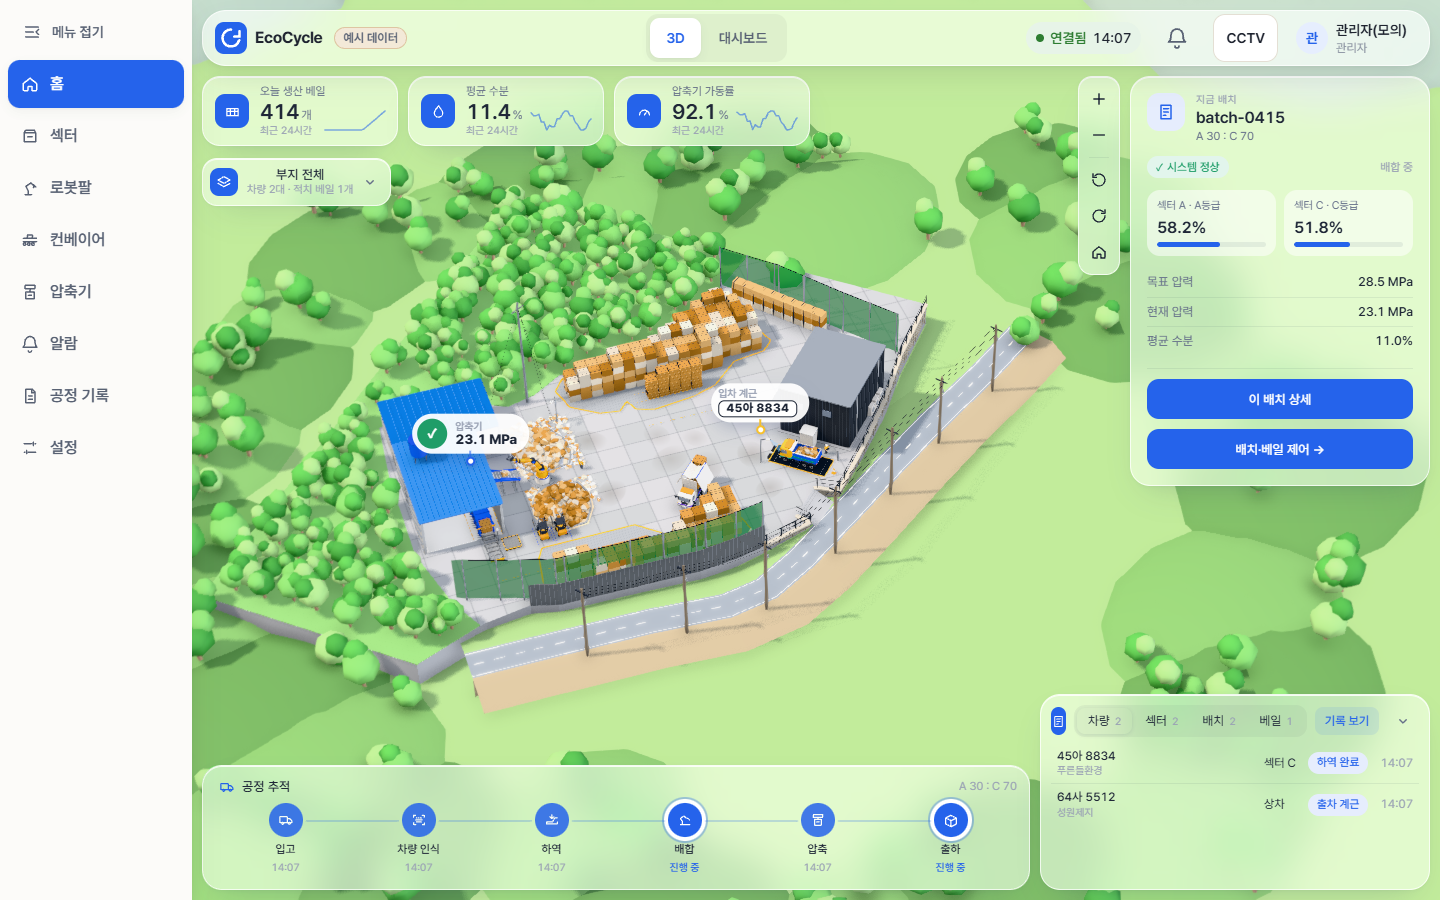 메뉴 접기
홈
섹터
로봇팔
컨베이어
압축기
알람
공정 기록
설정
EcoCycle
예시 데이터
3D
대시보드
연결됨 14:07
CCTV
관
관리자(모의)
관리자
오늘 생산 베일
414개
최근 24시간
평균 수분
11.4%
최근 24시간
압축기 가동률
92.1%
최근 24시간
부지 전체
차량 2대 · 적치 베일 1개
지금 배치
batch-0415
A 30 : C 70
✓ 시스템 정상
배합 중
섹터 A · A등급
58.2%
섹터 C · C등급
51.8%
목표 압력
28.5 MPa
현재 압력
23.1 MPa
평균 수분
11.0%
이 배치 상세
배치·베일 제어 →
압축기
23.1 MPa
입차 계근
45아 8834
차량 2
섹터 2
배치 2
베일 1
기록 보기
45아 8834
푸른들환경
섹터 C
하역 완료
14:07
64사 5512
성원제지
상차
출차 계근
14:07
공정 추적
A 30 : C 70
입고
14:07
차량 인식
14:07
하역
14:07
배합
진행 중
압축
14:07
출하
진행 중